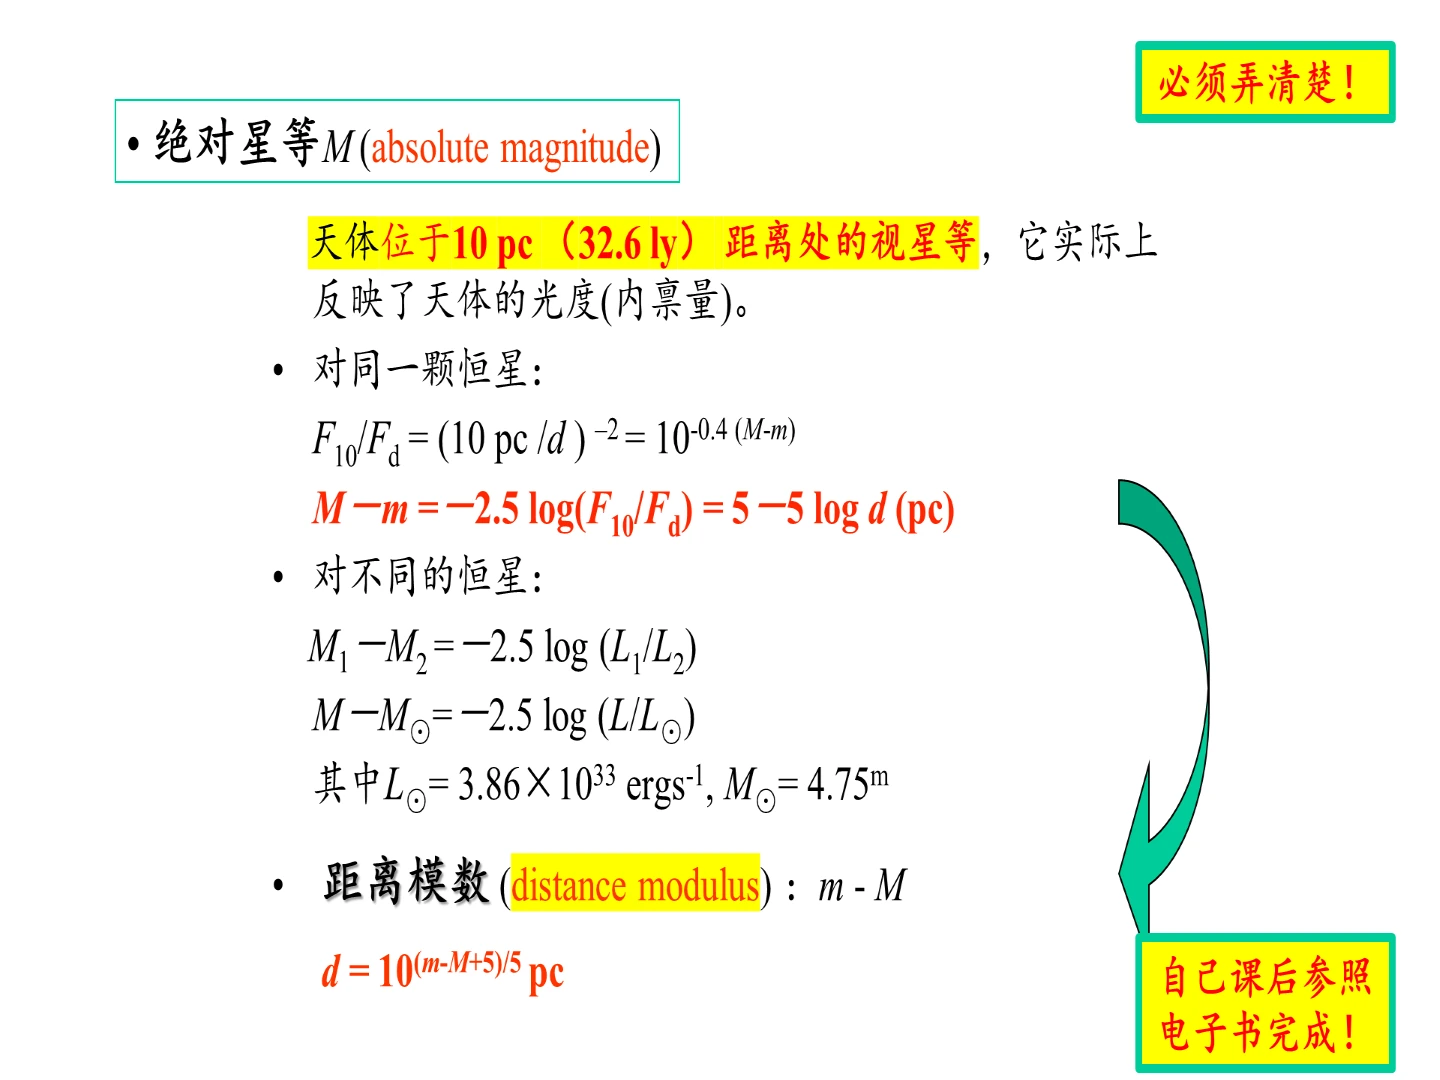 必须弄清楚！
• 绝对星等M (absolute magnitude)
天体位于10 pc （32.6 ly） 距离处的视星等，它实际上
反映了天体的光度(内禀量)。
• 对同一颗恒星：
F₁₀/F_d = (10 pc /d ) ⁻² = 10^-0.4 (M-m)
M－m =－2.5 log(F₁₀/F_d) = 5－5 log d (pc)
• 对不同的恒星：
M₁－M₂ =－2.5 log (L₁/L₂)
M－M⊙=－2.5 log (L/L⊙)
其中L⊙= 3.86×10³³ ergs⁻¹, M⊙= 4.75ᵐ
• 距离模数 (distance modulus) ： m - M
d = 10^(m-M+5)/5 pc
自己课后参照
电子书完成！